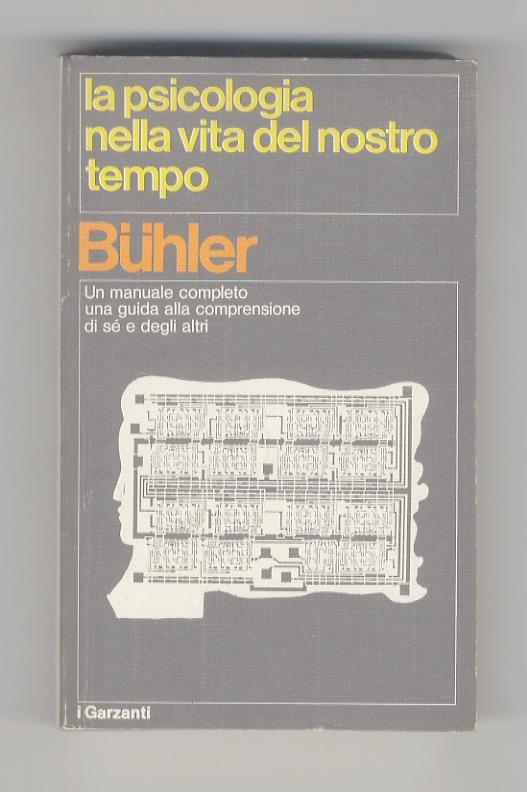 la psicologia
nella vita del nostro
tempo
Bühler
Un manuale completo
una guida alla comprensione
di sé e degli altri
i Garzanti